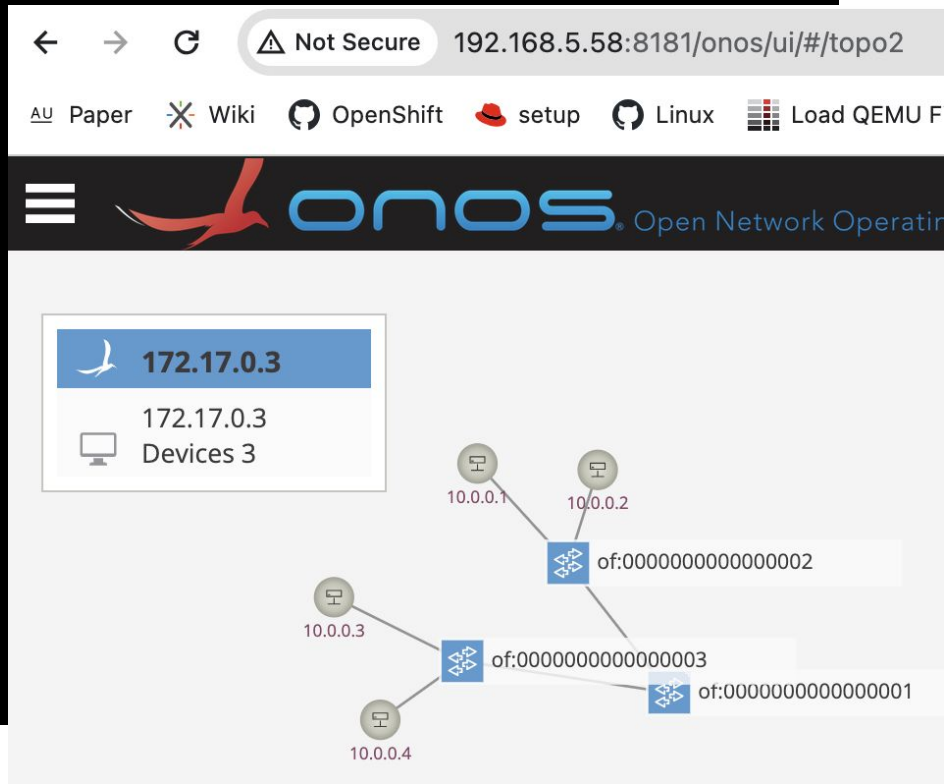 Not Secure 192.168.5.58:8181/onos/ui/#/topo2
AU Paper Wiki OpenShift setup Linux Load QEMU F
onos® Open Network Operatin
172.17.0.3
172.17.0.3
Devices 3
10.0.0.1
10.0.0.2
of:0000000000000002
10.0.0.3
of:0000000000000003
of:0000000000000001
10.0.0.4